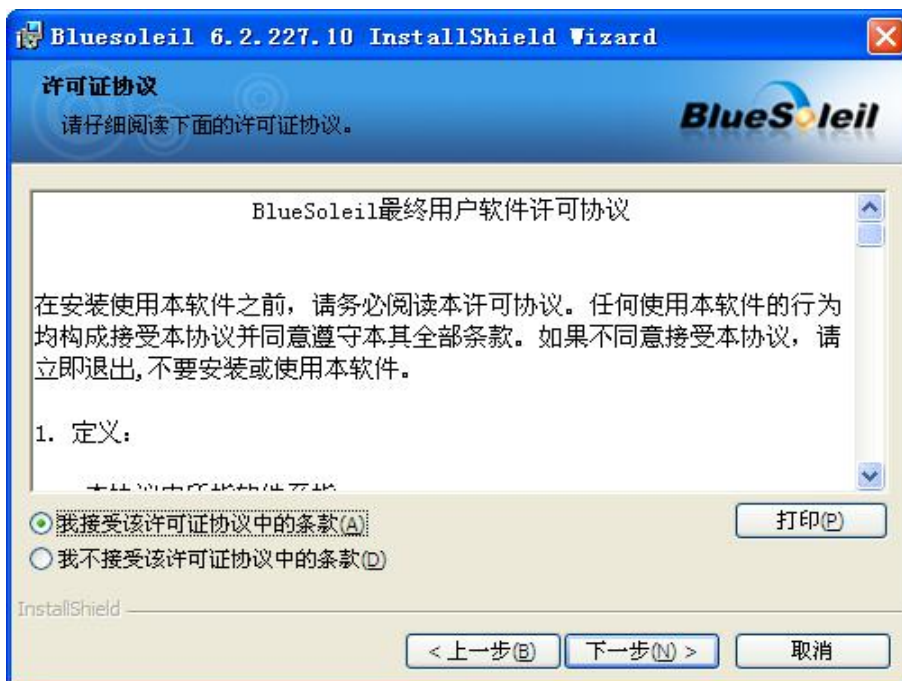 Bluesoleil 6.2.227.10 InstallShield Wizard
许可证协议
请仔细阅读下面的许可证协议。
BlueSoleil
BlueSoleil最终用户软件许可协议
在安装使用本软件之前，请务必阅读本许可协议。任何使用本软件的行为
均构成接受本协议并同意遵守本其全部条款。如果不同意接受本协议，请
立即退出,不要安装或使用本软件。
1. 定义：
我接受该许可证协议中的条款(A)
打印(P)
我不接受该许可证协议中的条款(D)
InstallShield
< 上一步(B)
下一步(N) >
取消